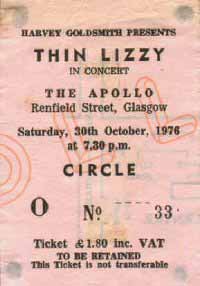 HARVEY GOLDSMITH PRESENTS
THIN LIZZY
IN CONCERT
THE APOLLO
Renfield Street, Glasgow
Saturday, 30th October, 1976
at 7.30 p.m.
CIRCLE
O No ---- 33
Ticket £1.80 inc. VAT
TO BE RETAINED
This Ticket is not transferable